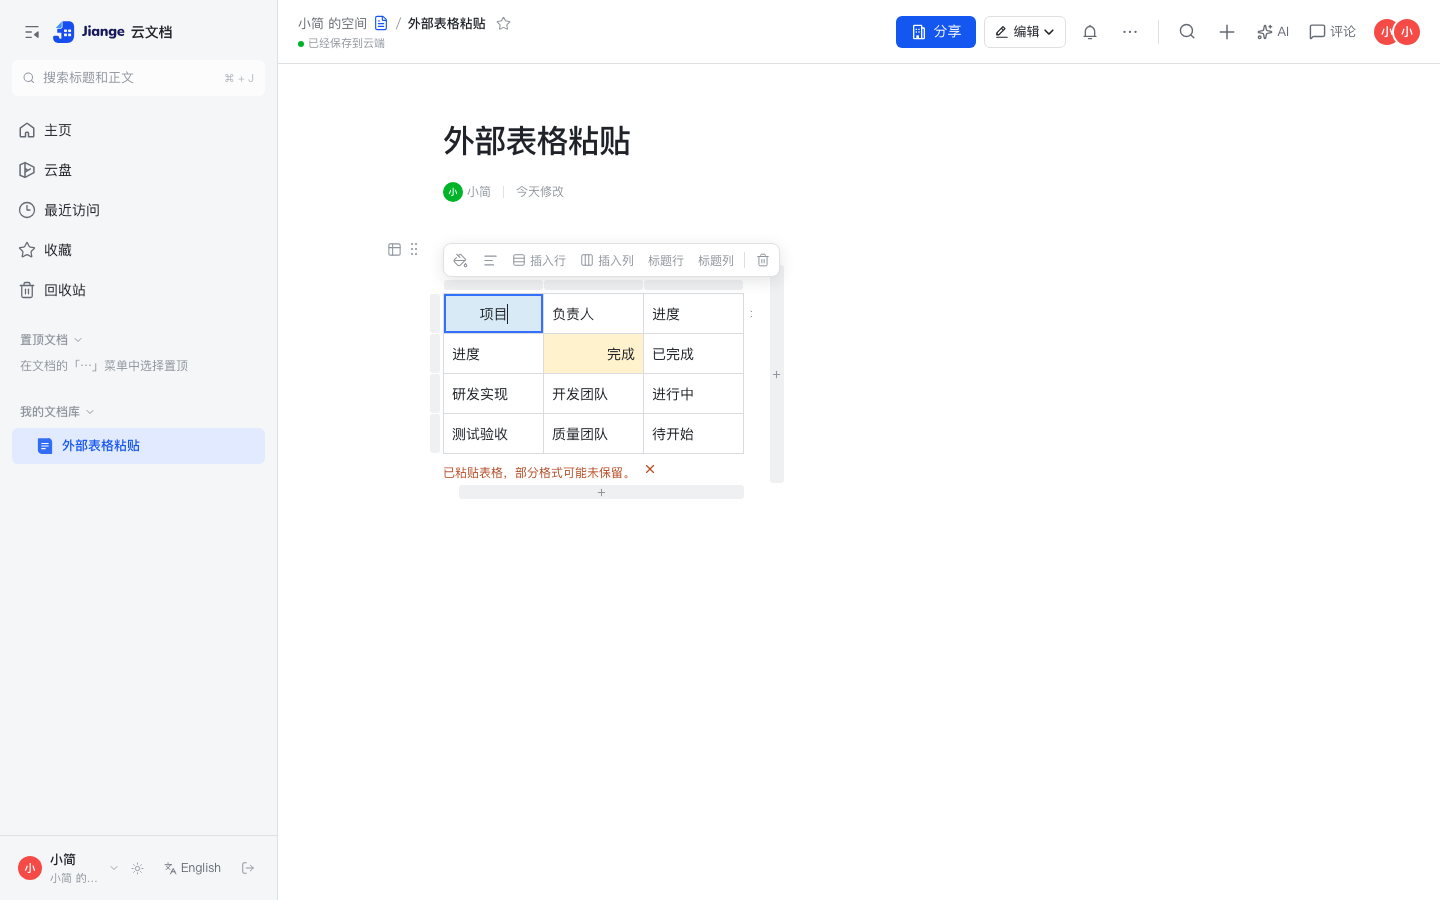 Jiange 云文档
搜索标题和正文 ⌘ + J
主页
云盘
最近访问
收藏
回收站
置顶文档
在文档的「…」菜单中选择置顶
我的文档库
外部表格粘贴
小
小简
小简 的...
English
小简 的空间 / 外部表格粘贴
已经保存到云端
分享
编辑
AI
评论
小 小
外部表格粘贴
小 小简 今天修改
插入行 插入列 标题行 标题列
项目 负责人 进度
进度 完成 已完成
研发实现 开发团队 进行中
测试验收 质量团队 待开始
已粘贴表格，部分格式可能未保留。